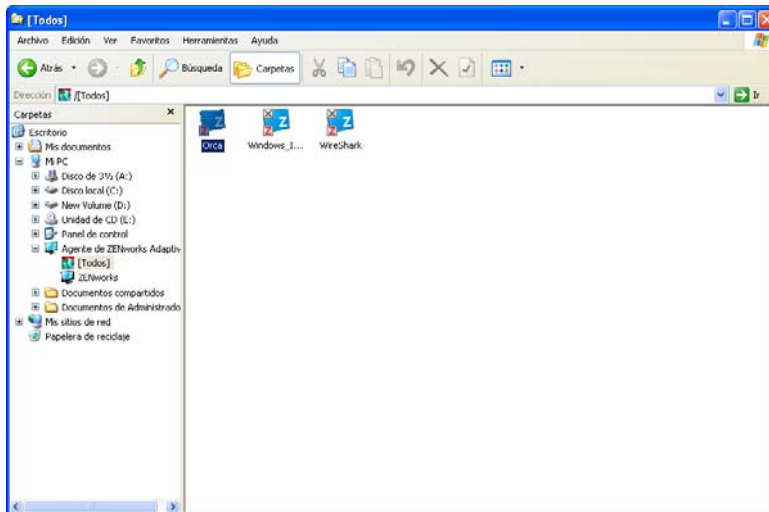 [Todos]
Archivo Edición Ver Favoritos Herramientas Ayuda
Atrás Búsqueda Carpetas
Dirección /[Todos] Ir
Carpetas
Escritorio
Mis documentos
Mi PC
Disco de 3½ (A:)
Disco local (C:)
New Volume (D:)
Unidad de CD (E:)
Panel de control
Agente de ZENworks Adaptiv
[Todos]
ZENworks
Documentos compartidos
Documentos de Administrado
Mis sitios de red
Papelera de reciclaje
Orca
Windows_I...
WireShark